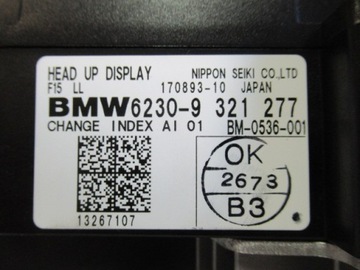 HEAD UP DISPLAY NIPPON SEIKI CO.,LTD
F15 LL 170893-10 JAPAN
BMW6230-9 321 277
CHANGE INDEX AI 01 BM-0536-001
OK
2673
B3
13267107